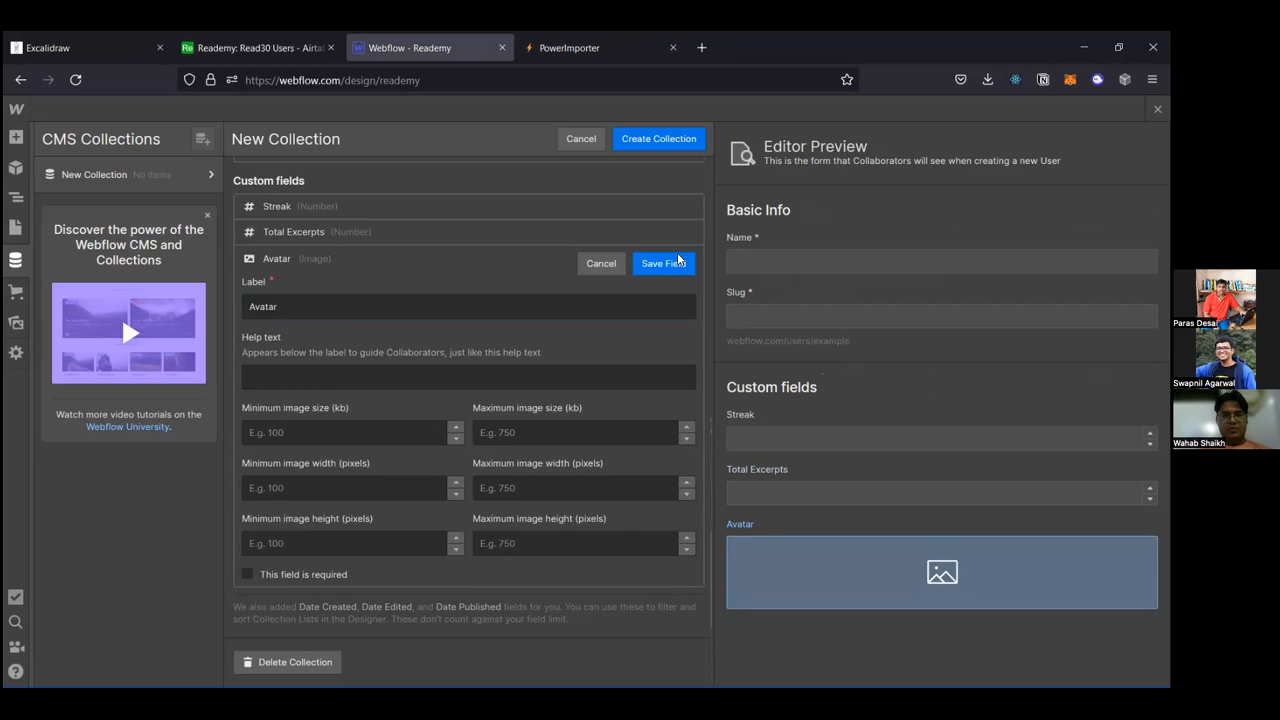 Excalidraw
Readmy: Read30 Users - Airtal
Webflow - Readmy
PowerImporter
https://webflow.com/design/readmy
CMS Collections
New Collection
Cancel
Create Collection
New Collection No items
Discover the power of the
Webflow CMS and
Collections
Watch more video tutorials on the
Webflow University.
Custom fields
Streak (Number)
Total Excerpts (Number)
Avatar (Image)
Cancel
Save Field
Label *
Avatar
Help text
Appears below the label to guide Collaborators, just like this help text
Minimum image size (kb)
Maximum image size (kb)
E.g. 100
E.g. 750
Minimum image width (pixels)
Maximum image width (pixels)
E.g. 100
E.g. 750
Minimum image height (pixels)
Maximum image height (pixels)
E.g. 100
E.g. 750
This field is required
We also added Date Created, Date Edited, and Date Published fields for you. You can use these to filter and
sort Collection Lists in the Designer. These don't count against your field limit.
Delete Collection
Editor Preview
This is the form that Collaborators will see when creating a new User
Basic Info
Name *
Slug *
webflow.com/users/example
Custom fields
Streak
Total Excerpts
Avatar
Paras Desai
Swapnil Agarwal
Wahab Shaikh